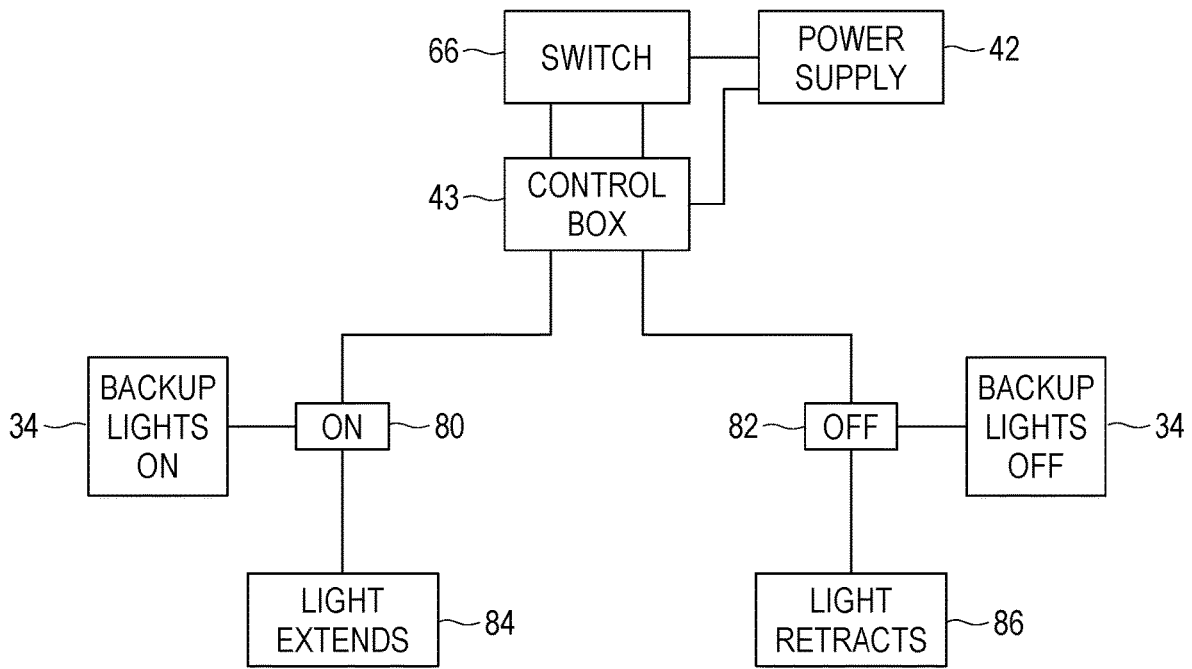 66
SWITCH
POWER
SUPPLY
42
43
CONTROL
BOX
34
BACKUP
LIGHTS
ON
ON
80
82
OFF
BACKUP
LIGHTS
OFF
34
LIGHT
EXTENDS
84
LIGHT
RETRACTS
86